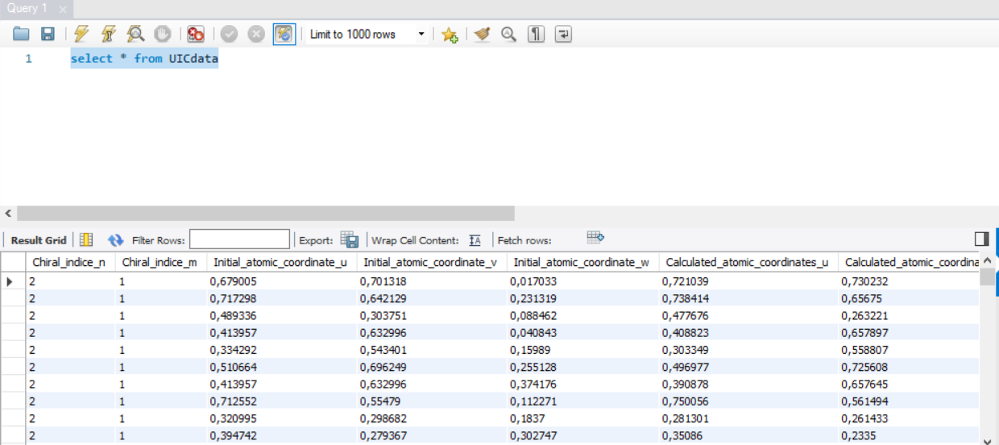 Query 1
Limit to 1000 rows
1 select * from UICdata
Result Grid Filter Rows: Export: Wrap Cell Content: Fetch rows:
Chiral_indice_n Chiral_indice_m Initial_atomic_coordinate_u Initial_atomic_coordinate_v Initial_atomic_coordinate_w Calculated_atomic_coordinates_u Calculated_atomic_coordina
2 1 0,679005 0,701318 0,017033 0,721039 0,730232
2 1 0,717298 0,642129 0,231319 0,738414 0,65675
2 1 0,489336 0,303751 0,088462 0,477676 0,263221
2 1 0,413957 0,632996 0,040843 0,408823 0,657897
2 1 0,334292 0,543401 0,15989 0,303349 0,558807
2 1 0,510664 0,696249 0,255128 0,496977 0,725608
2 1 0,413957 0,632996 0,374176 0,390878 0,657645
2 1 0,712552 0,55479 0,112271 0,750056 0,561494
2 1 0,320995 0,298682 0,1837 0,281301 0,261433
2 1 0,394742 0,279367 0,302747 0,35086 0,2335